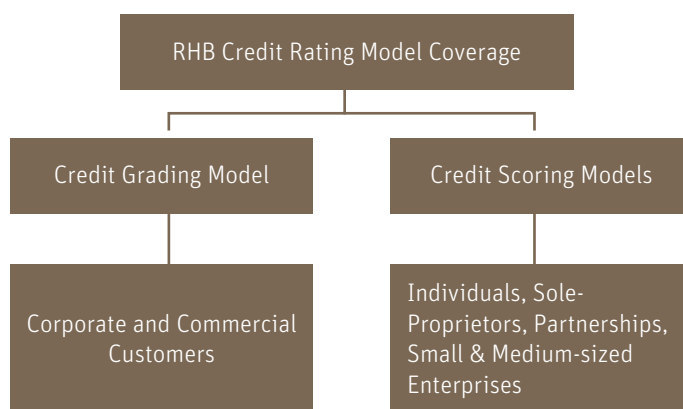 RHB Credit Rating Model Coverage
Credit Grading Model
Credit Scoring Models
Corporate and Commercial
Customers
Individuals, Sole-
Proprietors, Partnerships,
Small & Medium-sized
Enterprises